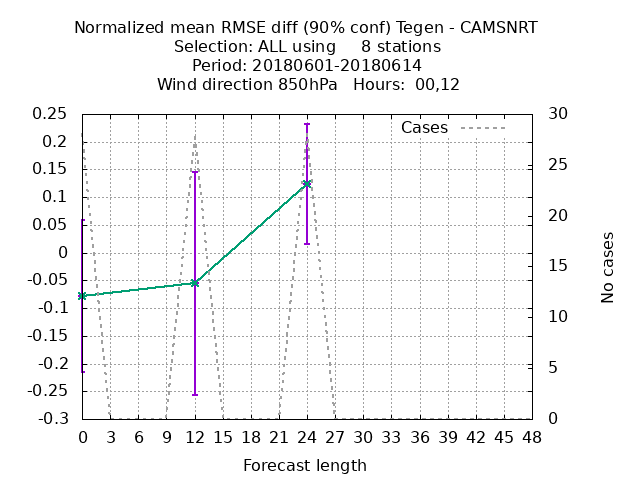 Normalized mean RMSE diff (90% conf) Tegen - CAMSNRT
Selection: ALL using     8 stations
Period: 20180601-20180614
Wind direction 850hPa   Hours:  00,12
Cases
0.25
0.2
0.15
0.1
0.05
0
-0.05
-0.1
-0.15
-0.2
-0.25
-0.3
30
25
20
15
10
5
0
No cases
0 3 6 9 12 15 18 21 24 27 30 33 36 39 42 45 48
Forecast length